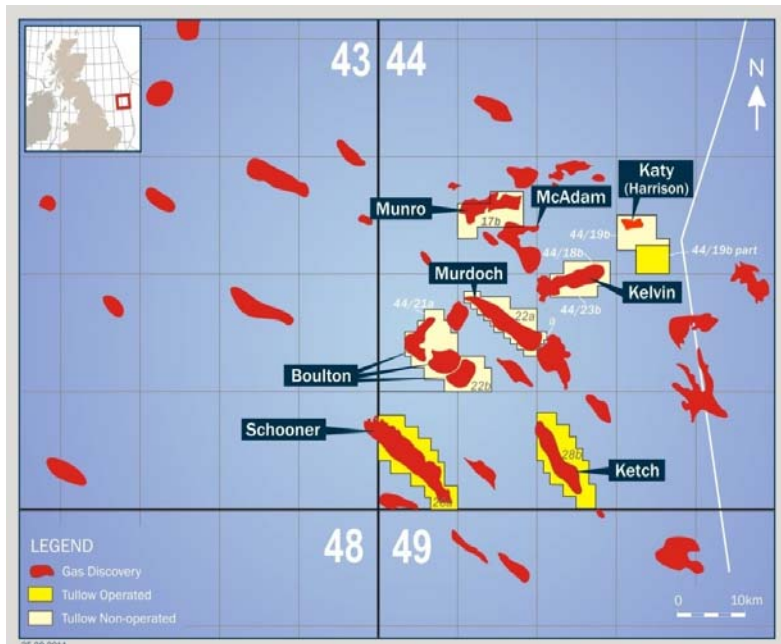 43 44
N
Katy
(Harrison)
McAdam
Munro
17b
44/19b
44/19b part
44/18b
Murdoch
Kelvin
44/21a
22a
44/23b
a
Boulton
22b
Schooner
28b
Ketch
26a
48 49
LEGEND
Gas Discovery
Tullow Operated
Tullow Non-operated
0 10km